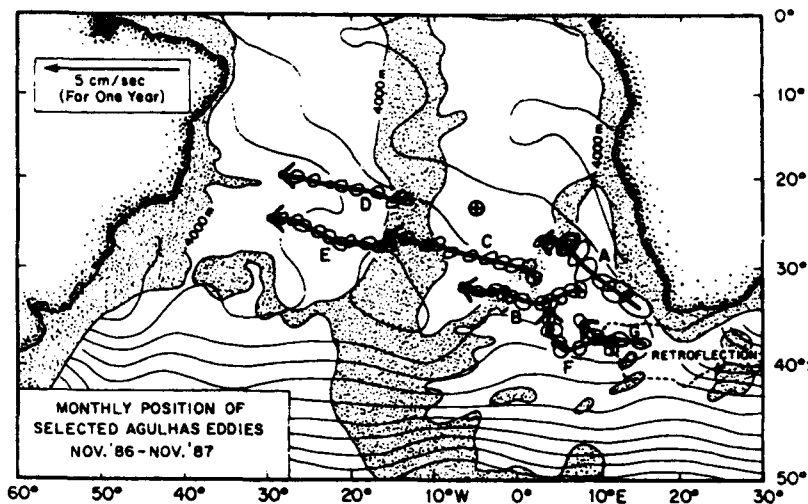 0°
5 cm/sec
(For One Year)
4000 m
4000 m
10°
20°
D
4000 m
C
A
E
30°
B
G
RETROFLECTION
F
40°
MONTHLY POSITION OF
SELECTED AGULHAS EDDIES
NOV.'86-NOV.'87
50°
60° 50° 40° 30° 20° 10°W 0° 10°E 20° 30°